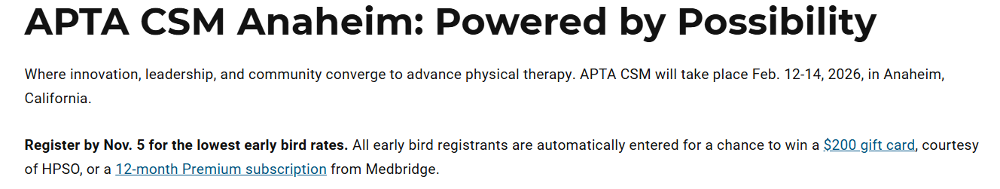 APTA CSM Anaheim: Powered by Possibility
Where innovation, leadership, and community converge to advance physical therapy. APTA CSM will take place Feb. 12-14, 2026, in Anaheim,
California.
Register by Nov. 5 for the lowest early bird rates. All early bird registrants are automatically entered for a chance to win a $200 gift card, courtesy
of HPSO, or a 12-month Premium subscription from Medbridge.